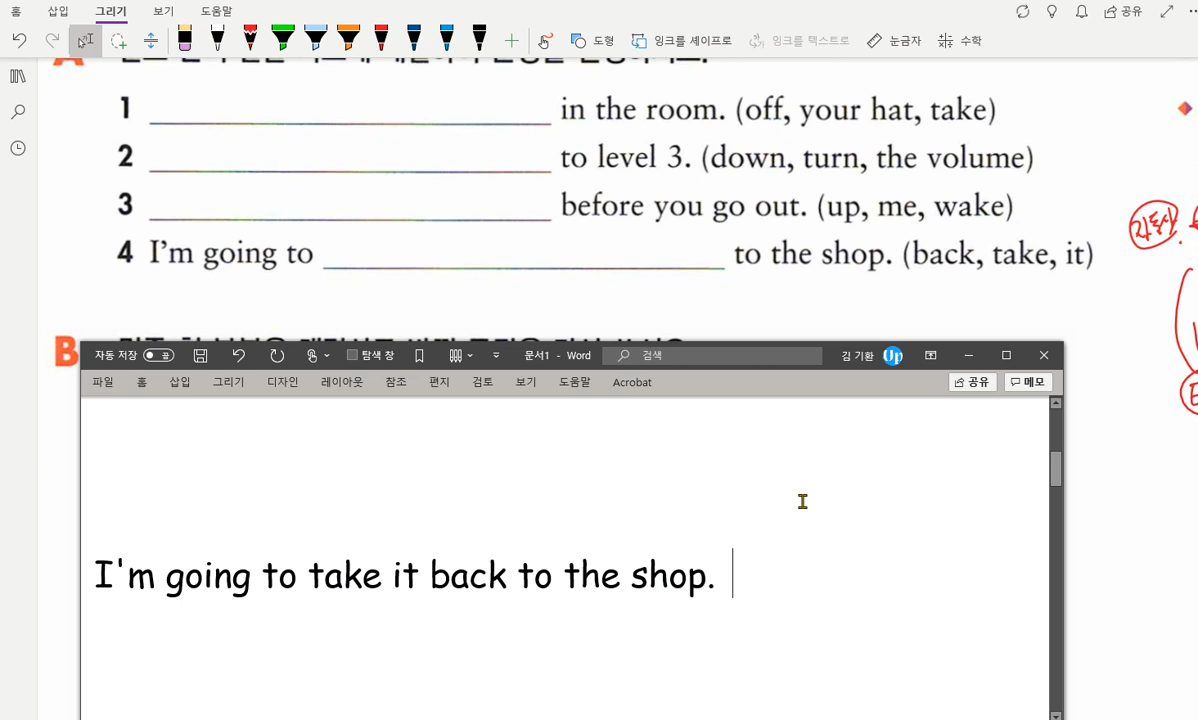 홈 삽입 그리기 보기 도움말 공유
도형 잉크를 셰이프로 잉크를 텍스트로 눈금자 수학
A
1 in the room. (off, your hat, take)
2 to level 3. (down, turn, the volume)
3 before you go out. (up, me, wake)
자동사
4 I'm going to to the shop. (back, take, it)
B
자동 저장 끔 탐색 창 문서1 - Word 검색 김 기환 Up
파일 홈 삽입 그리기 디자인 레이아웃 참조 편지 검토 보기 도움말 Acrobat 공유 메모
I'm going to take it back to the shop.